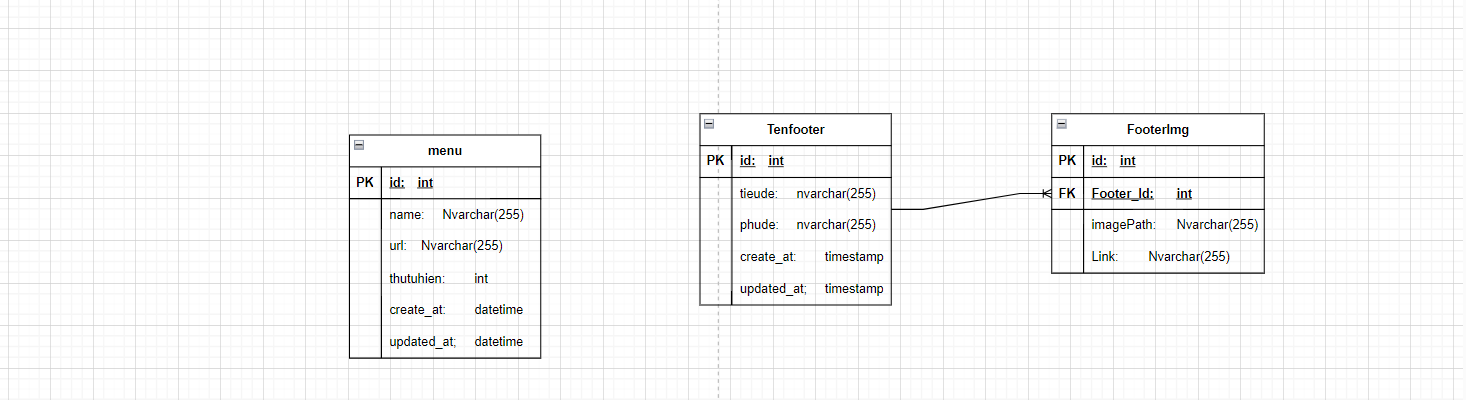 menu
PK id: int
name: Nvarchar(255)
url: Nvarchar(255)
thutuhien: int
create_at: datetime
updated_at; datetime
Tenfooter
PK id: int
tieude: nvarchar(255)
phude: nvarchar(255)
create_at: timestamp
updated_at; timestamp
FooterImg
PK id: int
FK Footer_Id: int
imagePath: Nvarchar(255)
Link: Nvarchar(255)